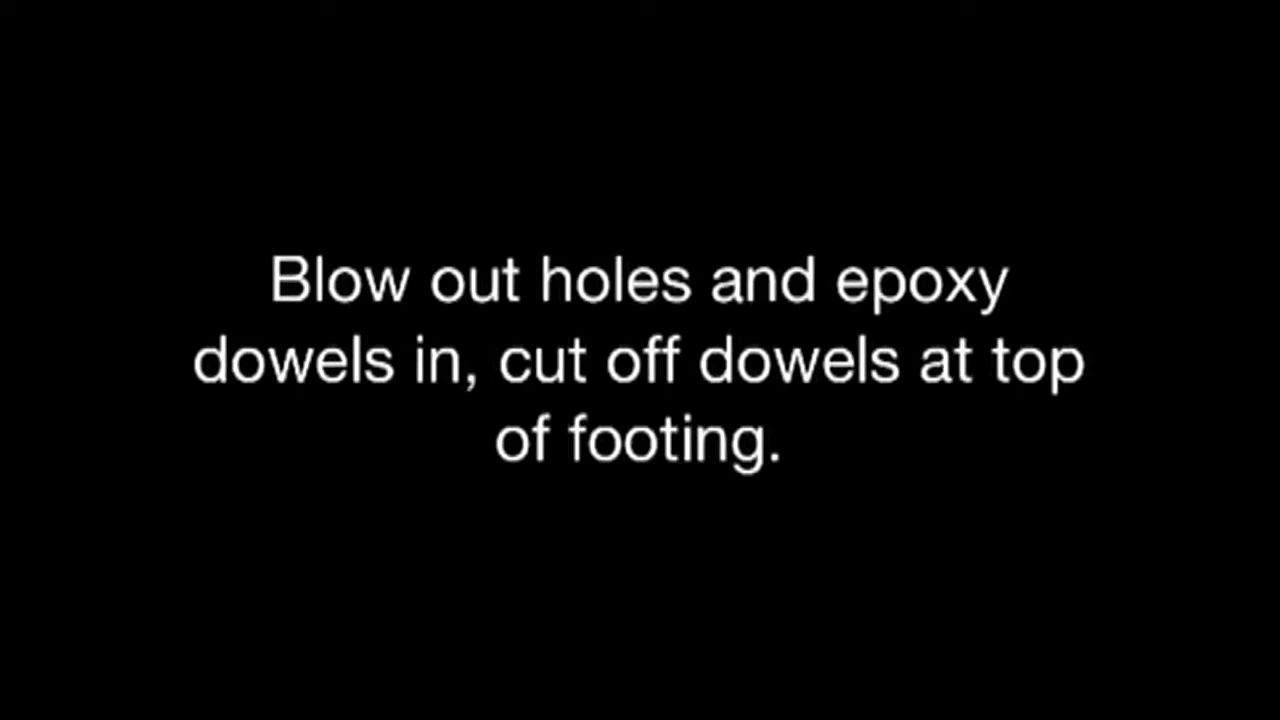 Blow out holes and epoxy
dowels in, cut off dowels at top
of footing.